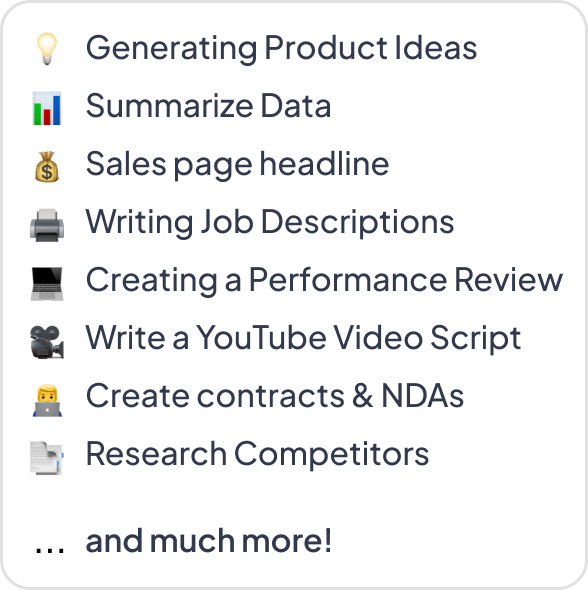 Generating Product Ideas
Summarize Data
Sales page headline
Writing Job Descriptions
Creating a Performance Review
Write a YouTube Video Script
Create contracts & NDAs
Research Competitors
... and much more!